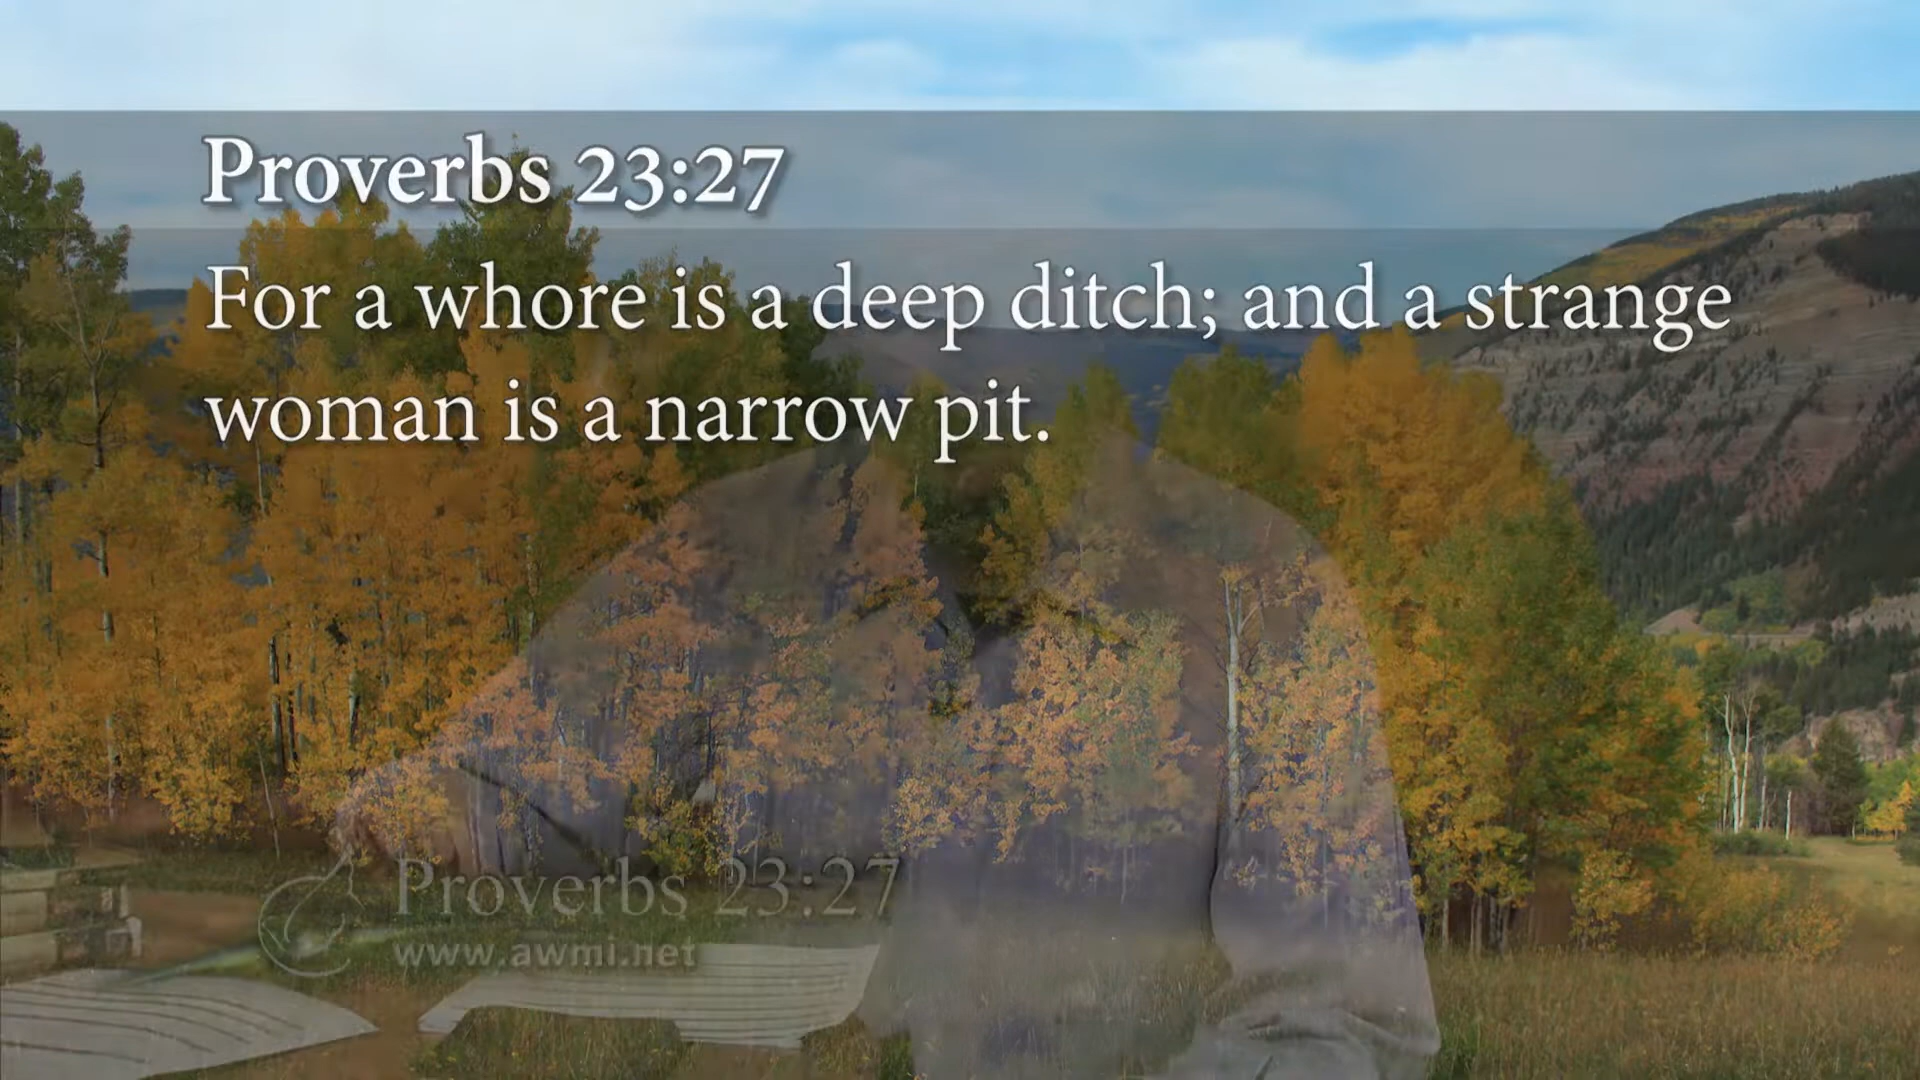 Proverbs 23:27
For a whore is a deep ditch; and a strange
woman is a narrow pit.
Proverbs 23:27
www.awmi.net